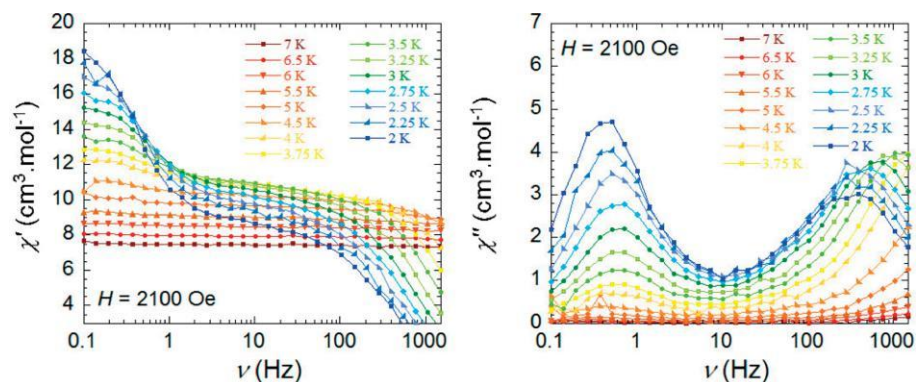 20
18
16
14
12
10
8
6
4
χ′ (cm³.mol⁻¹)
7 K
6.5 K
6 K
5.5 K
5 K
4.5 K
4 K
3.75 K
3.5 K
3.25 K
3 K
2.75 K
2.5 K
2.25 K
2 K
H = 2100 Oe
0.1 1 10 100 1000
ν (Hz)
7
6
5
4
3
2
1
0
χ″ (cm³.mol⁻¹)
H = 2100 Oe
7 K
6.5 K
6 K
5.5 K
5 K
4.5 K
4 K
3.75 K
3.5 K
3.25 K
3 K
2.75 K
2.5 K
2.25 K
2 K
0.1 1 10 100 1000
ν (Hz)